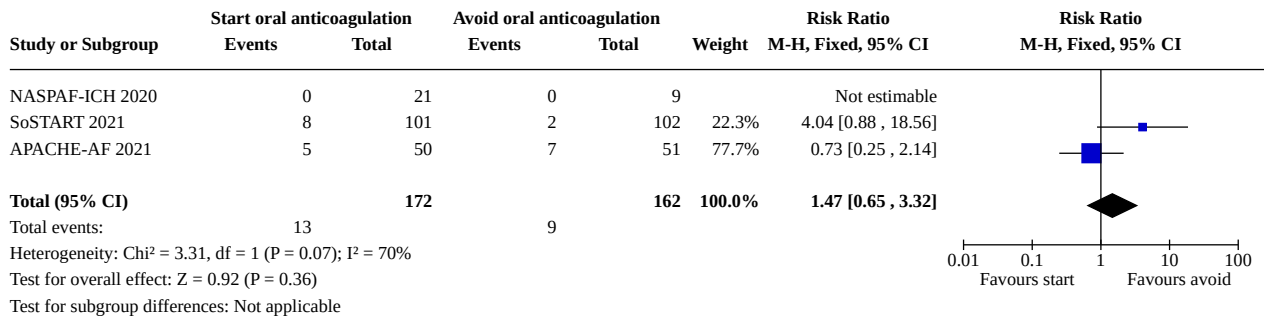 Start oral anticoagulation Avoid oral anticoagulation Risk Ratio Risk Ratio
Study or Subgroup Events Total Events Total Weight M-H, Fixed, 95% CI M-H, Fixed, 95% CI
NASPAF-ICH 2020 0 21 0 9 Not estimable
SoSTART 2021 8 101 2 102 22.3% 4.04 [0.88 , 18.56]
APACHE-AF 2021 5 50 7 51 77.7% 0.73 [0.25 , 2.14]
Total (95% CI) 172 162 100.0% 1.47 [0.65 , 3.32]
Total events: 13 9
Heterogeneity: Chi² = 3.31, df = 1 (P = 0.07); I² = 70%
Test for overall effect: Z = 0.92 (P = 0.36)
Test for subgroup differences: Not applicable
0.01 0.1 1 10 100
Favours start Favours avoid